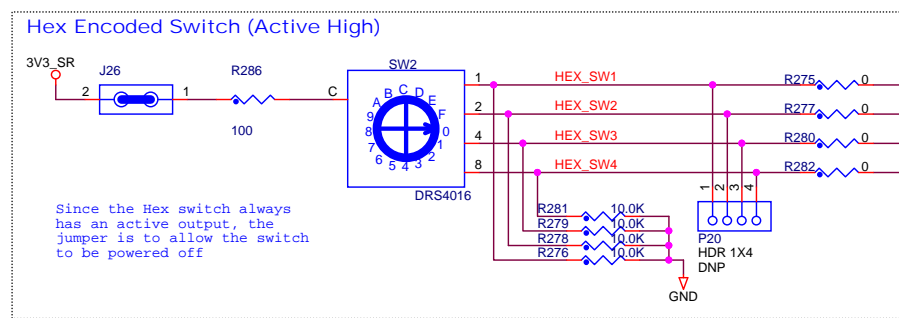 Hex Encoded Switch (Active High)
3V3_SR
J26
2
1
R286
100
SW2
C
0
1
2
3
4
5
6
7
8
9
A
B
C
D
E
F
DRS4016
1
2
4
8
HEX_SW1
HEX_SW2
HEX_SW3
HEX_SW4
R275
0
R277
0
R280
0
R282
0
1
2
3
4
P20
HDR 1X4
DNP
R281
10.0K
R279
10.0K
R278
10.0K
R276
10.0K
GND
Since the Hex switch always
has an active output, the
jumper is to allow the switch
to be powered off